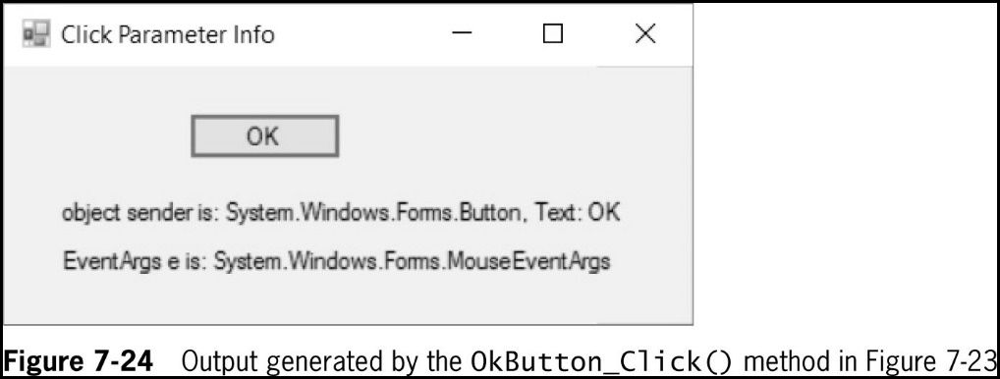 Click Parameter Info
OK
object sender is: System.Windows.Forms.Button, Text: OK
EventArgs e is: System.Windows.Forms.MouseEventArgs
Figure 7-24 Output generated by the OkButton_Click() method in Figure 7-23